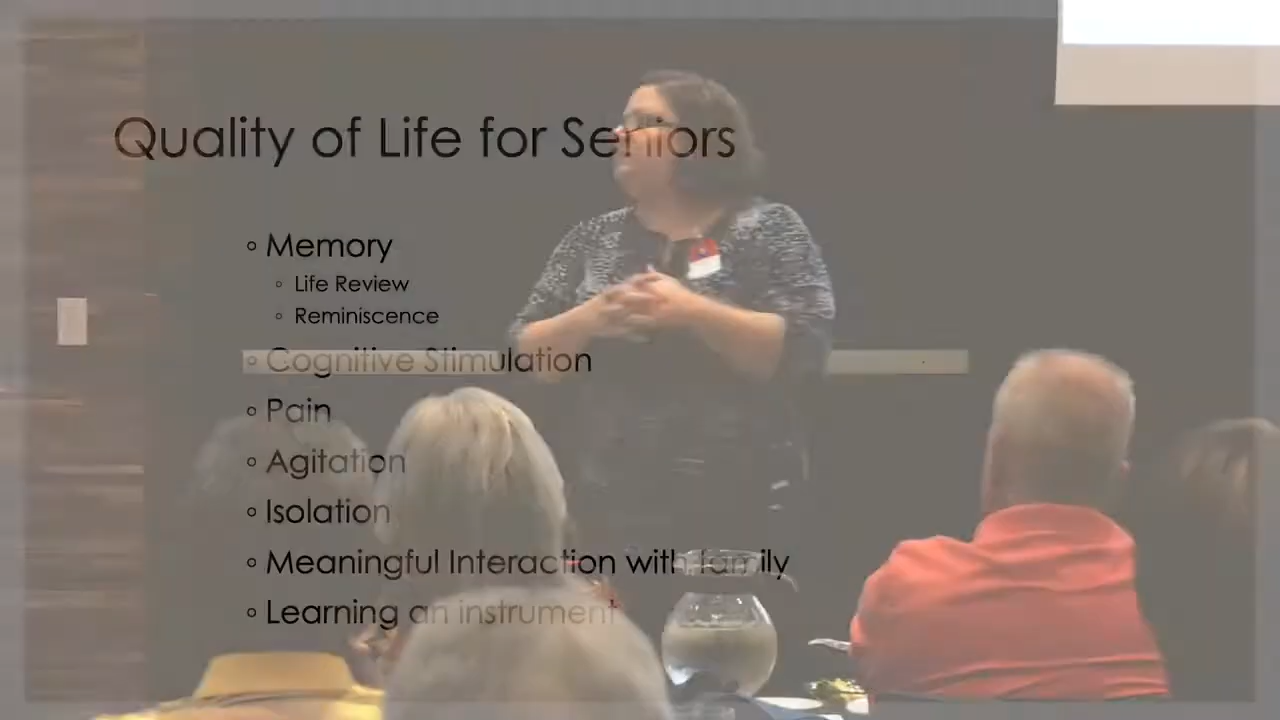 Quality of Life for Seniors
Memory
Life Review
Reminiscence
Cognitive Stimulation
Pain
Agitation
Isolation
Meaningful Interaction with family
Learning an instrument